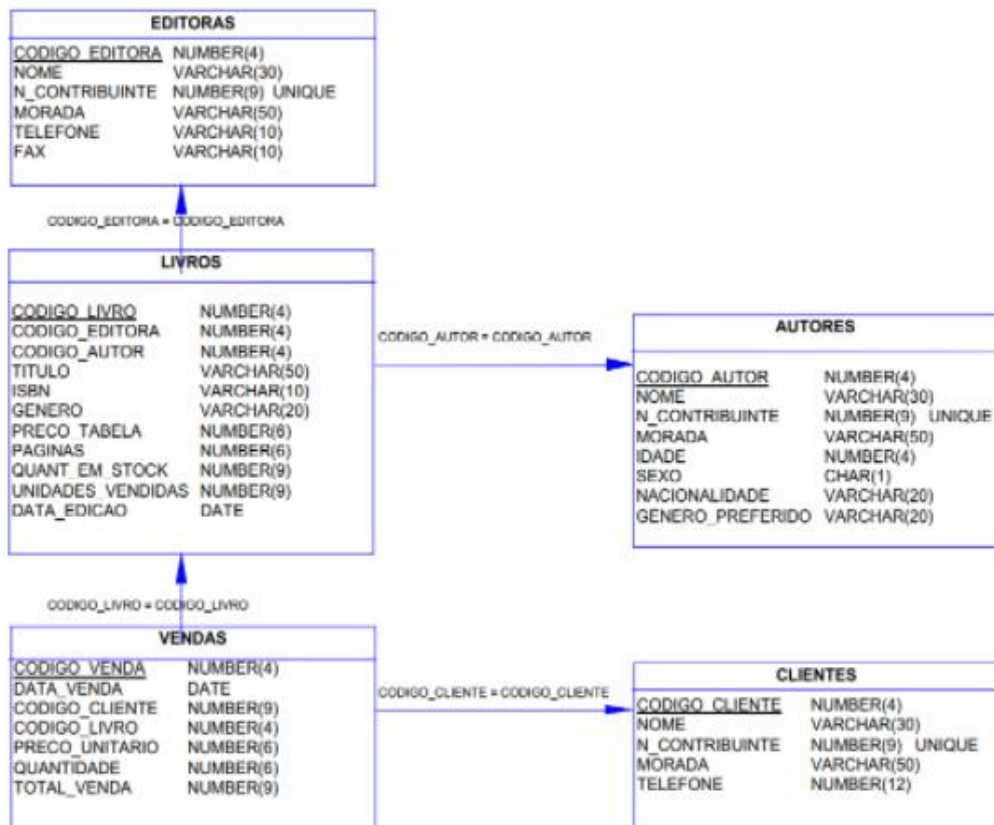 EDITORAS
CODIGO_EDITORA NUMBER(4)
NOME VARCHAR(30)
N_CONTRIBUINTE NUMBER(9) UNIQUE
MORADA VARCHAR(50)
TELEFONE VARCHAR(10)
FAX VARCHAR(10)
CODIGO_EDITORA = CODIGO_EDITORA
LIVROS
CODIGO_LIVRO NUMBER(4)
CODIGO_EDITORA NUMBER(4)
CODIGO_AUTOR NUMBER(4)
TITULO VARCHAR(50)
ISBN VARCHAR(10)
GENERO VARCHAR(20)
PRECO_TABELA NUMBER(6)
PAGINAS NUMBER(6)
QUANT_EM_STOCK NUMBER(9)
UNIDADES_VENDIDAS NUMBER(9)
DATA_EDICAO DATE
CODIGO_AUTOR = CODIGO_AUTOR
AUTORES
CODIGO_AUTOR NUMBER(4)
NOME VARCHAR(30)
N_CONTRIBUINTE NUMBER(9) UNIQUE
MORADA VARCHAR(50)
IDADE NUMBER(4)
SEXO CHAR(1)
NACIONALIDADE VARCHAR(20)
GENERO_PREFERIDO VARCHAR(20)
CODIGO_LIVRO = CODIGO_LIVRO
VENDAS
CODIGO_VENDA NUMBER(4)
DATA_VENDA DATE
CODIGO_CLIENTE NUMBER(9)
CODIGO_LIVRO NUMBER(4)
PRECO_UNITARIO NUMBER(6)
QUANTIDADE NUMBER(6)
TOTAL_VENDA NUMBER(9)
CODIGO_CLIENTE = CODIGO_CLIENTE
CLIENTES
CODIGO_CLIENTE NUMBER(4)
NOME VARCHAR(30)
N_CONTRIBUINTE NUMBER(9) UNIQUE
MORADA VARCHAR(50)
TELEFONE NUMBER(12)